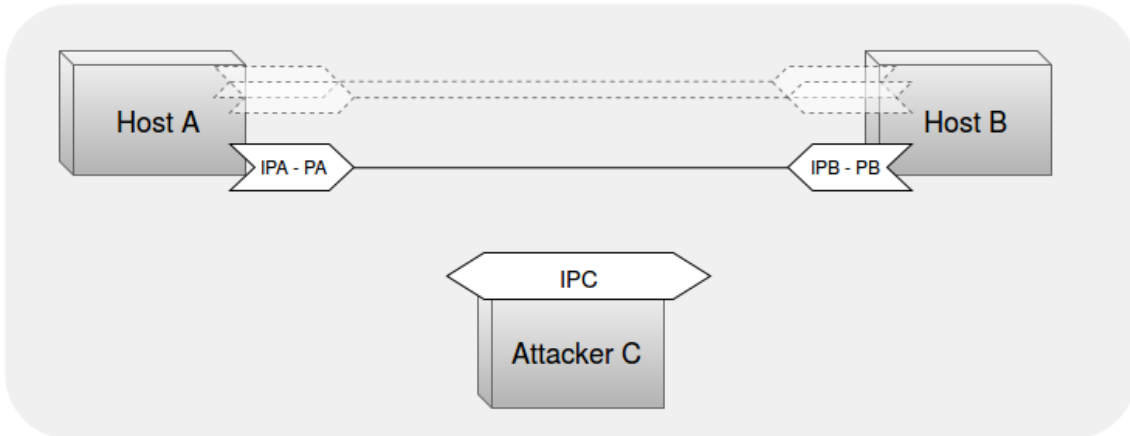 Host A
Host B
IPA - PA
IPB - PB
IPC
Attacker C